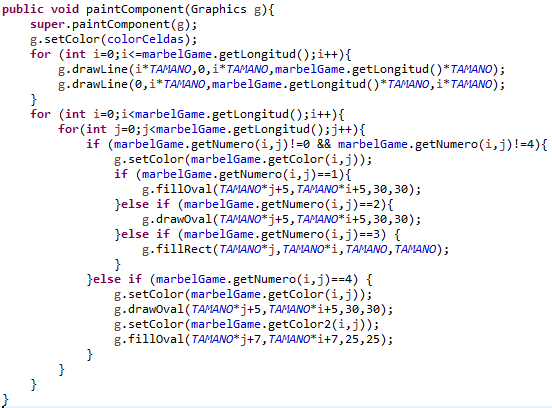 public void paintComponent(Graphics g){
    super.paintComponent(g);
    g.setColor(colorCeldas);
    for (int i=0;i<=marbelGame.getLongitud();i++){
        g.drawLine(i*TAMANO,0,i*TAMANO,marbelGame.getLongitud()*TAMANO);
        g.drawLine(0,i*TAMANO,marbelGame.getLongitud()*TAMANO,i*TAMANO);
    }
    for (int i=0;i<marbelGame.getLongitud();i++){
        for(int j=0;j<marbelGame.getLongitud();j++){
            if (marbelGame.getNumero(i,j)!=0 && marbelGame.getNumero(i,j)!=4){
                g.setColor(marbelGame.getColor(i,j));
                if (marbelGame.getNumero(i,j)==1){
                    g.fillOval(TAMANO*j+5,TAMANO*i+5,30,30);
                }else if (marbelGame.getNumero(i,j)==2){
                    g.drawOval(TAMANO*j+5,TAMANO*i+5,30,30);
                }else if (marbelGame.getNumero(i,j)==3) {
                    g.fillRect(TAMANO*j,TAMANO*i,TAMANO,TAMANO);
                }
            }else if (marbelGame.getNumero(i,j)==4) {
                g.setColor(marbelGame.getColor(i,j));
                g.drawOval(TAMANO*j+5,TAMANO*i+5,30,30);
                g.setColor(marbelGame.getColor2(i,j));
                g.fillOval(TAMANO*j+7,TAMANO*i+7,25,25);
            }
        }
    }
}